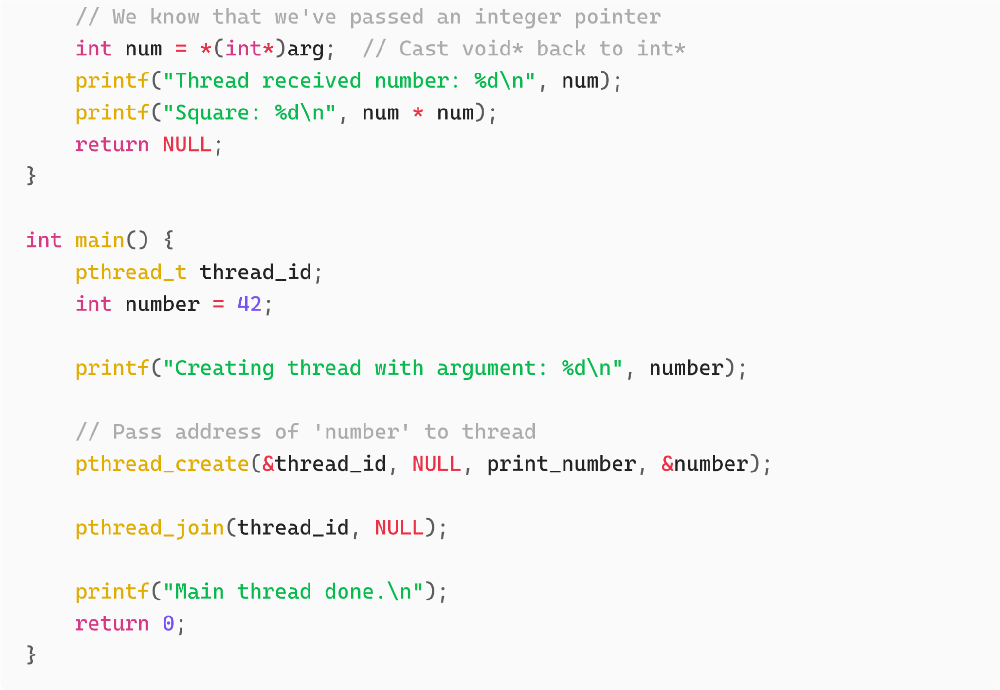 // We know that we've passed an integer pointer
int num = *(int*)arg;  // Cast void* back to int*
printf("Thread received number: %d\n", num);
printf("Square: %d\n", num * num);
return NULL;
}
int main() {
pthread_t thread_id;
int number = 42;
printf("Creating thread with argument: %d\n", number);
// Pass address of 'number' to thread
pthread_create(&thread_id, NULL, print_number, &number);
pthread_join(thread_id, NULL);
printf("Main thread done.\n");
return 0;
}